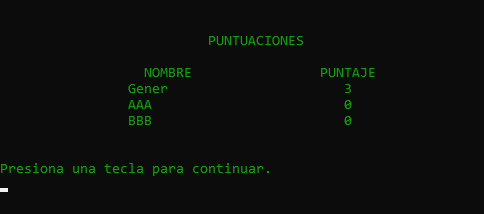 PUNTUACIONES
NOMBRE PUNTAJE
Gener 3
AAA 0
BBB 0
Presiona una tecla para continuar.